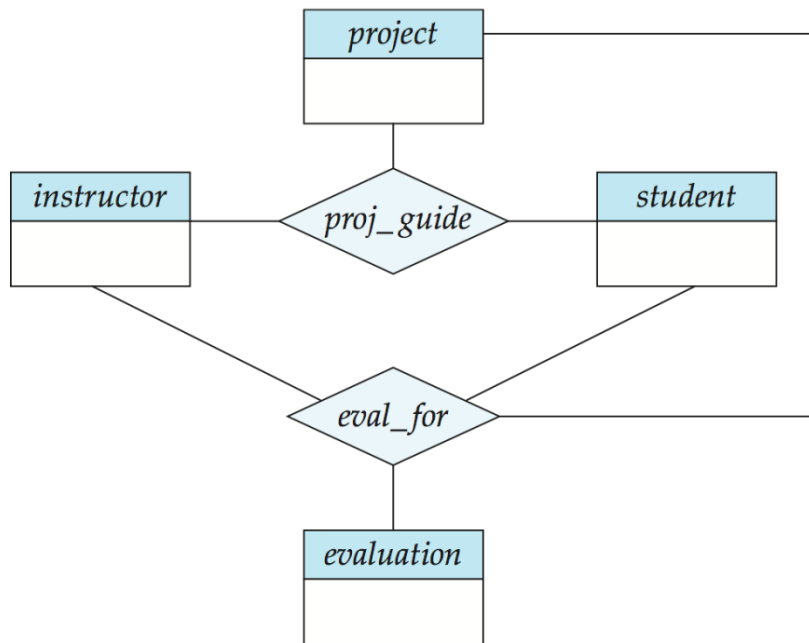 project
instructor
proj_guide
student
eval_for
evaluation